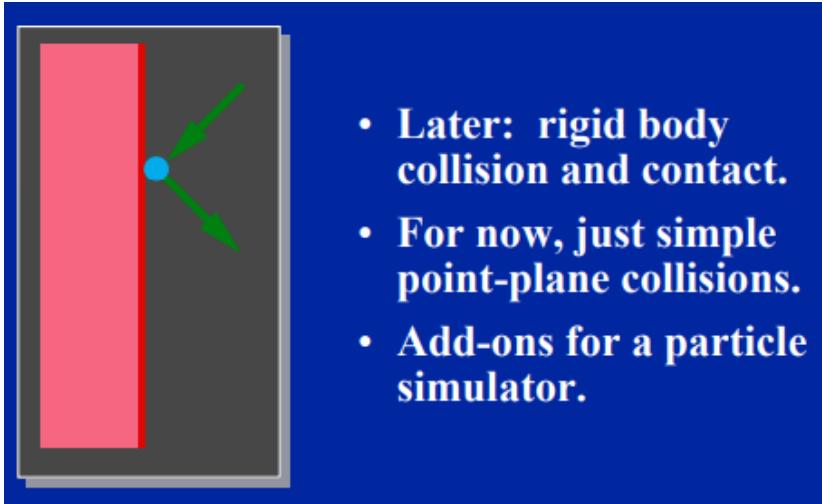 • Later: rigid body
collision and contact.
• For now, just simple
point-plane collisions.
• Add-ons for a particle
simulator.